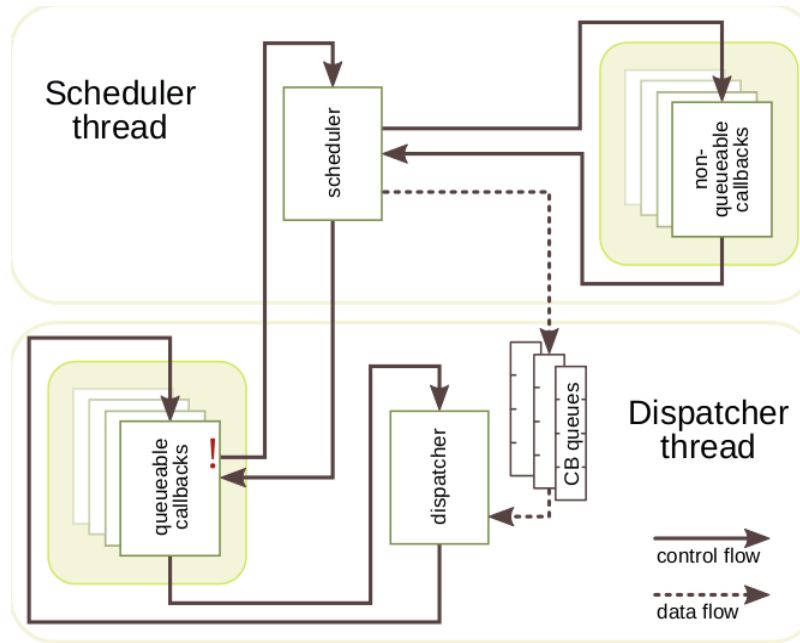 Scheduler
thread
scheduler
non-
queueable
callbacks
queueable
callbacks
!
dispatcher
CB queues
Dispatcher
thread
control flow
data flow